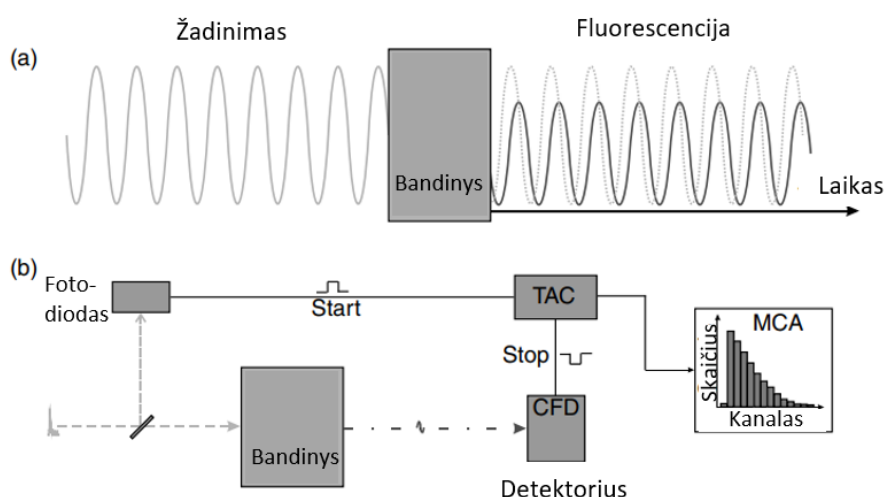 Žadinimas
Fluorescencija
(a)
Bandinys
Laikas
(b)
Foto-
diodas
Start
TAC
MCA
Skaičius
Kanalas
Stop
CFD
Bandinys
Detektorius